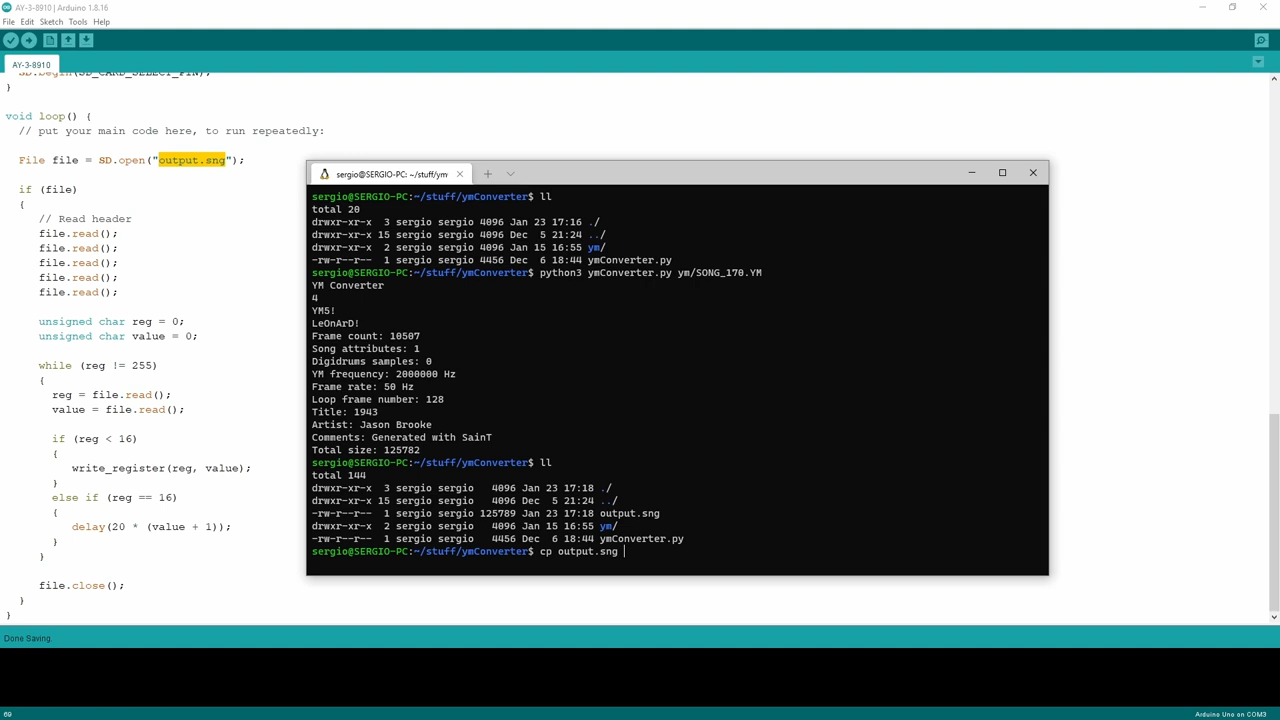 AY-3-8910 | Arduino 1.8.16
File Edit Sketch Tools Help
AY-3-8910
SD.begin(SD_CARD_SELECT_PIN);
}
void loop() {
// put your main code here, to run repeatedly:
File file = SD.open("output.sng");
if (file)
{
// Read header
file.read();
file.read();
file.read();
file.read();
file.read();
unsigned char reg = 0;
unsigned char value = 0;
while (reg != 255)
{
reg = file.read();
value = file.read();
if (reg < 16)
{
write_register(reg, value);
}
else if (reg == 16)
{
delay(20 * (value + 1));
}
}
file.close();
}
}
Done Saving.
69
Arduino Uno on COM3
sergio@SERGIO-PC: ~/stuff/ym
sergio@SERGIO-PC:~/stuff/ymConverter$ ll
total 20
drwxr-xr-x  3 sergio sergio 4096 Jan 23 17:16 ./
drwxr-xr-x 15 sergio sergio 4096 Dec  5 21:24 ../
drwxr-xr-x  2 sergio sergio 4096 Jan 15 16:55 ym/
-rw-r--r--  1 sergio sergio 4456 Dec  6 18:44 ymConverter.py
sergio@SERGIO-PC:~/stuff/ymConverter$ python3 ymConverter.py ym/SONG_170.YM
YM Converter
4
YM5!
LeOnArD!
Frame count: 10507
Song attributes: 1
Digidrums samples: 0
YM frequency: 2000000 Hz
Frame rate: 50 Hz
Loop frame number: 128
Title: 1943
Artist: Jason Brooke
Comments: Generated with SainT
Total size: 125782
sergio@SERGIO-PC:~/stuff/ymConverter$ ll
total 144
drwxr-xr-x  3 sergio sergio   4096 Jan 23 17:18 ./
drwxr-xr-x 15 sergio sergio   4096 Dec  5 21:24 ../
-rw-r--r--  1 sergio sergio 125789 Jan 23 17:18 output.sng
drwxr-xr-x  2 sergio sergio   4096 Jan 15 16:55 ym/
-rw-r--r--  1 sergio sergio   4456 Dec  6 18:44 ymConverter.py
sergio@SERGIO-PC:~/stuff/ymConverter$ cp output.sng